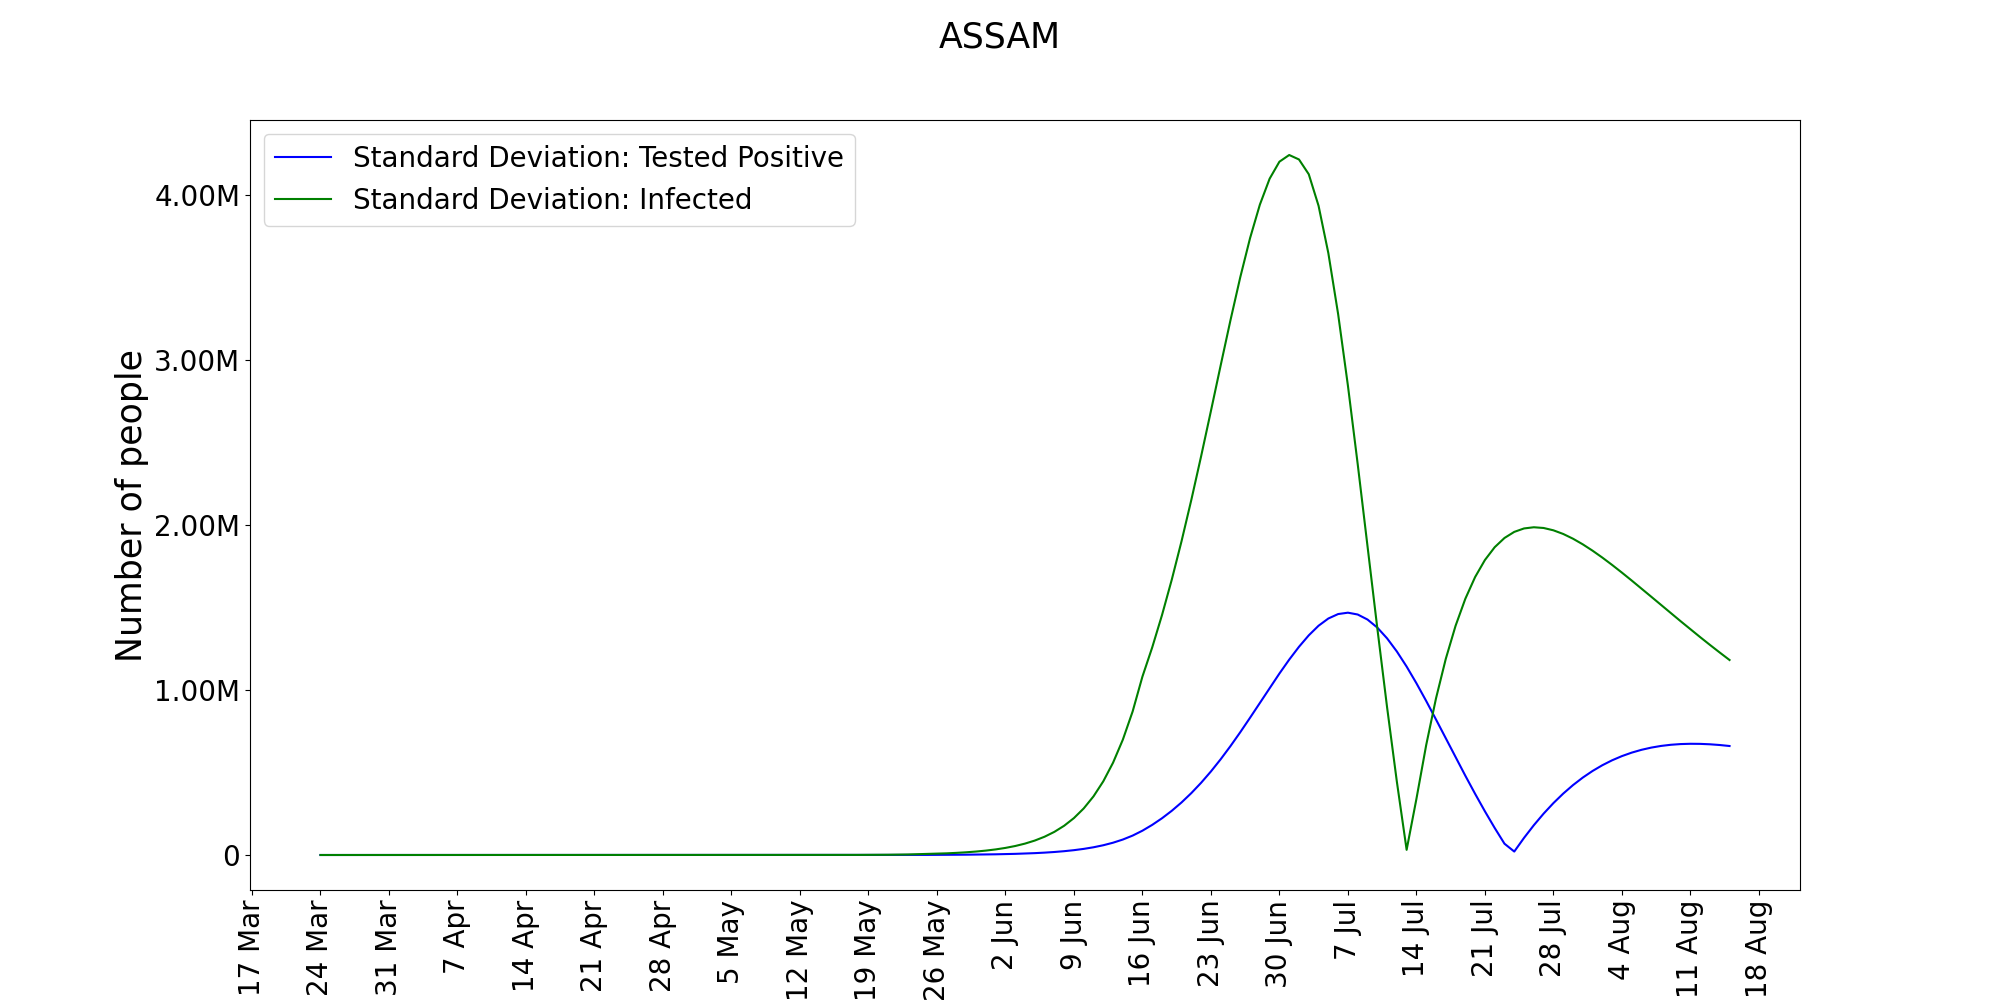 ASSAM
Standard Deviation: Tested Positive
Standard Deviation: Infected
Number of people
4.00M
3.00M
2.00M
1.00M
0
17 Mar
24 Mar
31 Mar
7 Apr
14 Apr
21 Apr
28 Apr
5 May
12 May
19 May
26 May
2 Jun
9 Jun
16 Jun
23 Jun
30 Jun
7 Jul
14 Jul
21 Jul
28 Jul
4 Aug
11 Aug
18 Aug